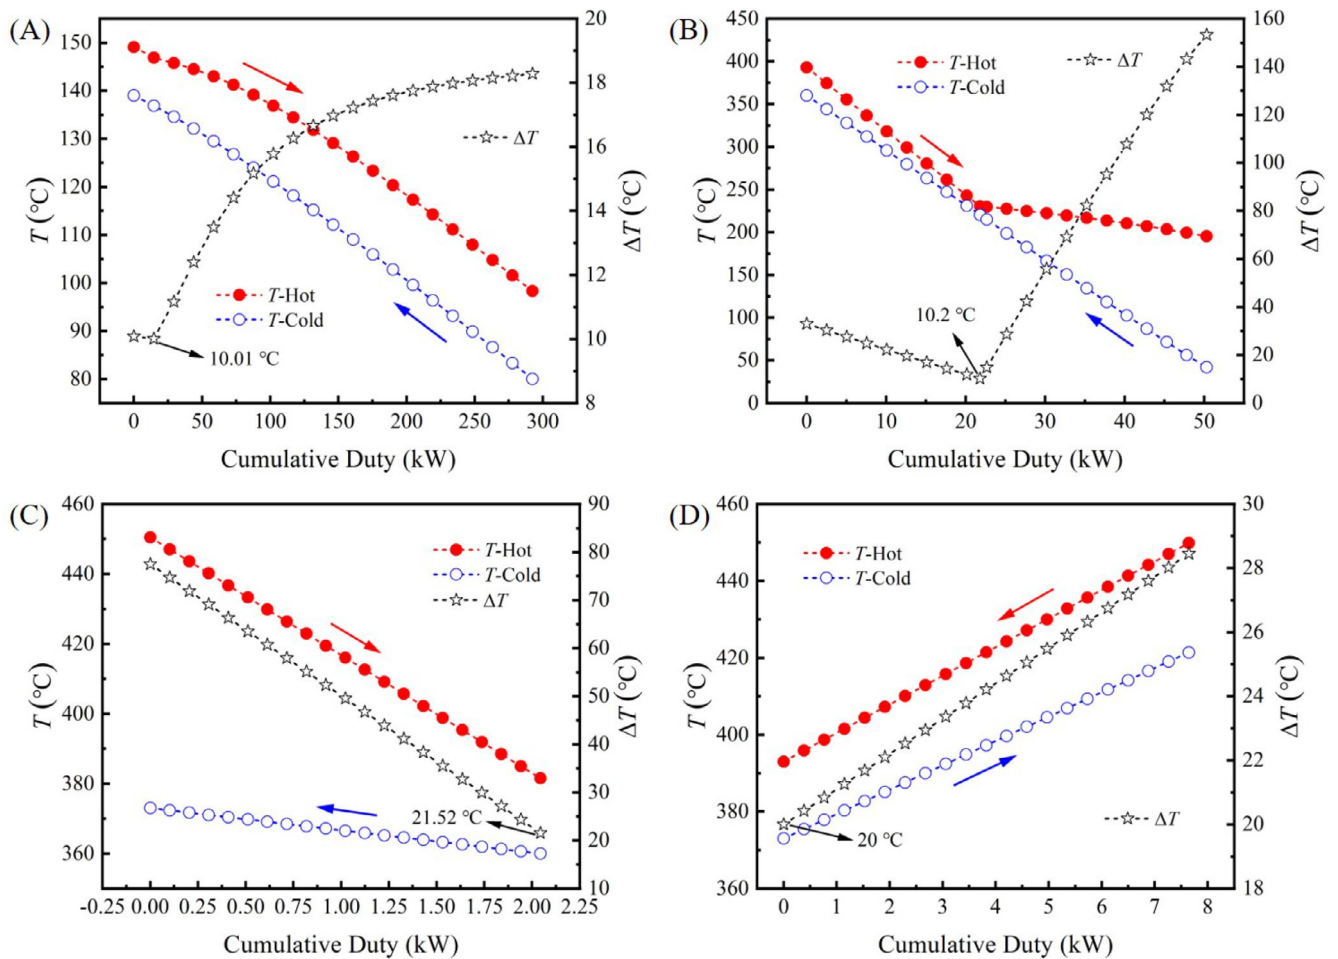 (A)
T (℃)
150
140
130
120
110
100
90
80
20
18
16
14
12
10
8
ΔT (℃)
ΔT
T-Hot
T-Cold
10.01 ℃
0 50 100 150 200 250 300
Cumulative Duty (kW)
(B)
T (℃)
450
400
350
300
250
200
150
100
50
0
160
140
120
100
80
60
40
20
0
ΔT (℃)
T-Hot
T-Cold
ΔT
10.2 ℃
0 10 20 30 40 50
Cumulative Duty (kW)
(C)
T (℃)
460
440
420
400
380
360
90
80
70
60
50
40
30
20
10
ΔT (℃)
T-Hot
T-Cold
ΔT
21.52 ℃
-0.25 0.00 0.25 0.50 0.75 1.00 1.25 1.50 1.75 2.00 2.25
Cumulative Duty (kW)
(D)
T (℃)
460
440
420
400
380
360
30
28
26
24
22
20
18
ΔT (℃)
T-Hot
T-Cold
ΔT
20 ℃
0 1 2 3 4 5 6 7 8
Cumulative Duty (kW)